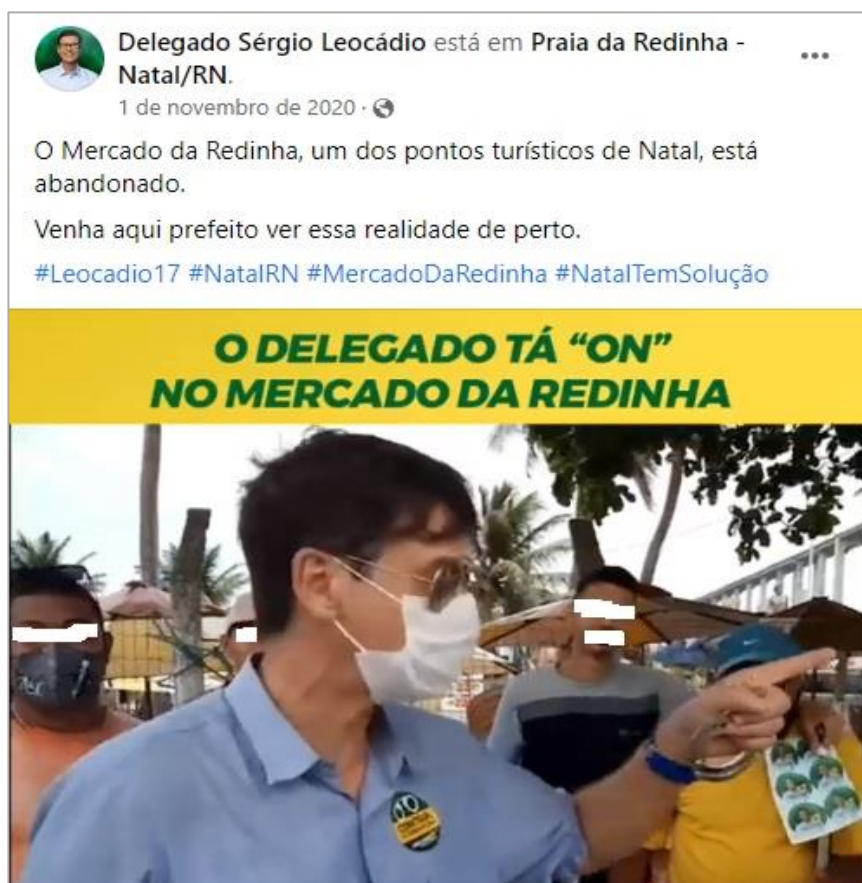 Delegado Sérgio Leocádio está em Praia da Redinha -
Natal/RN.
1 de novembro de 2020 ·
O Mercado da Redinha, um dos pontos turísticos de Natal, está
abandonado.
Venha aqui prefeito ver essa realidade de perto.
#Leocadio17 #NatalRN #MercadoDaRedinha #NatalTemSolução
O DELEGADO TÁ “ON”
NO MERCADO DA REDINHA